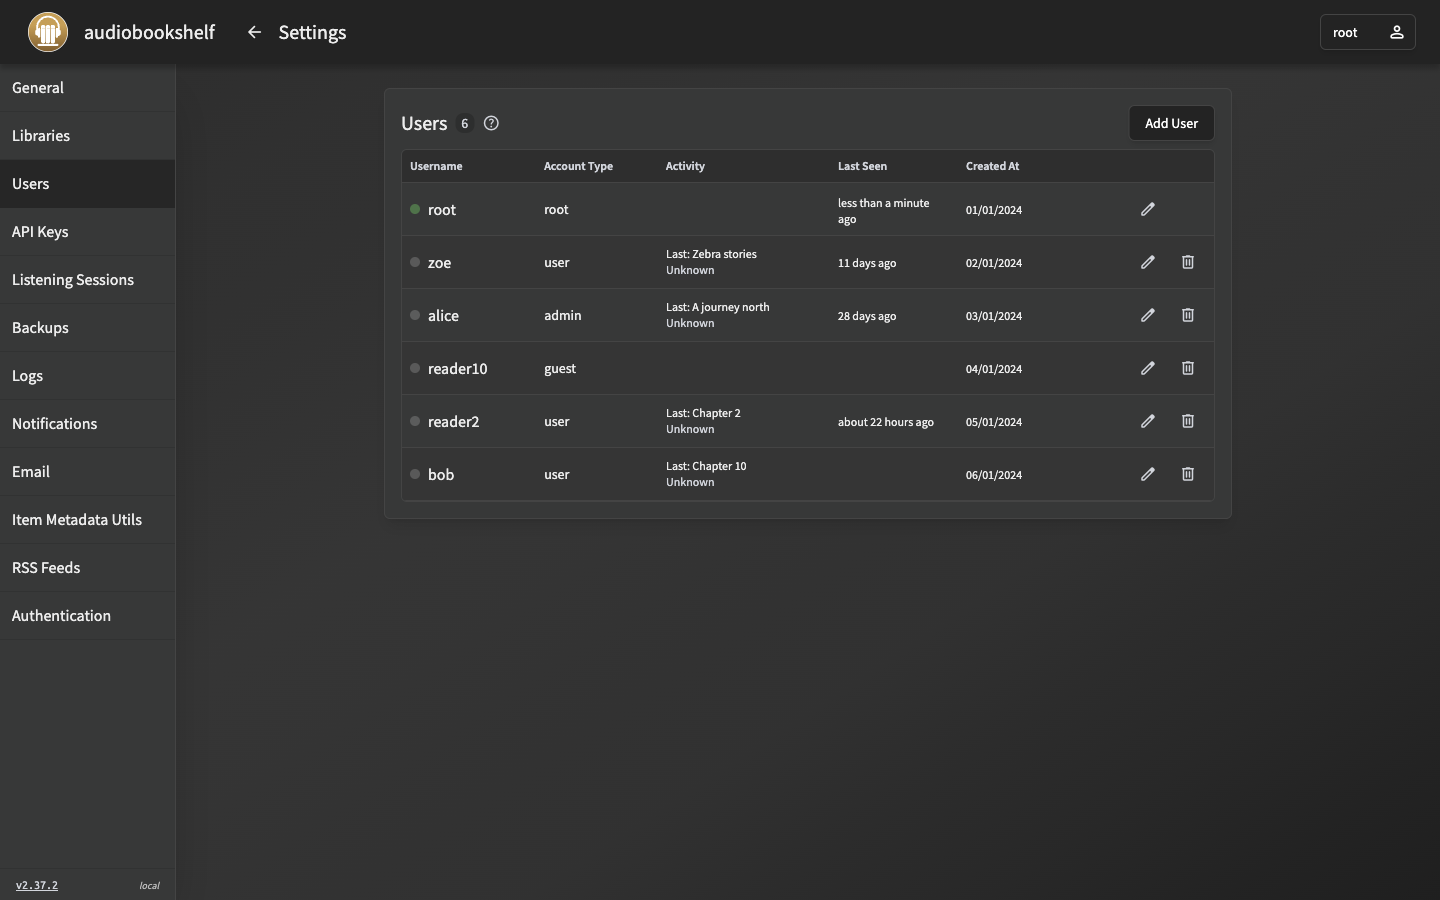 audiobookshelf
Settings
root
General
Libraries
Users
API Keys
Listening Sessions
Backups
Logs
Notifications
Email
Item Metadata Utils
RSS Feeds
Authentication
v2.37.2
local
Users 6
Add User
Username Account Type Activity Last Seen Created At
root root less than a minute ago 01/01/2024
zoe user Last: Zebra stories Unknown 11 days ago 02/01/2024
alice admin Last: A journey north Unknown 28 days ago 03/01/2024
reader10 guest 04/01/2024
reader2 user Last: Chapter 2 Unknown about 22 hours ago 05/01/2024
bob user Last: Chapter 10 Unknown 06/01/2024